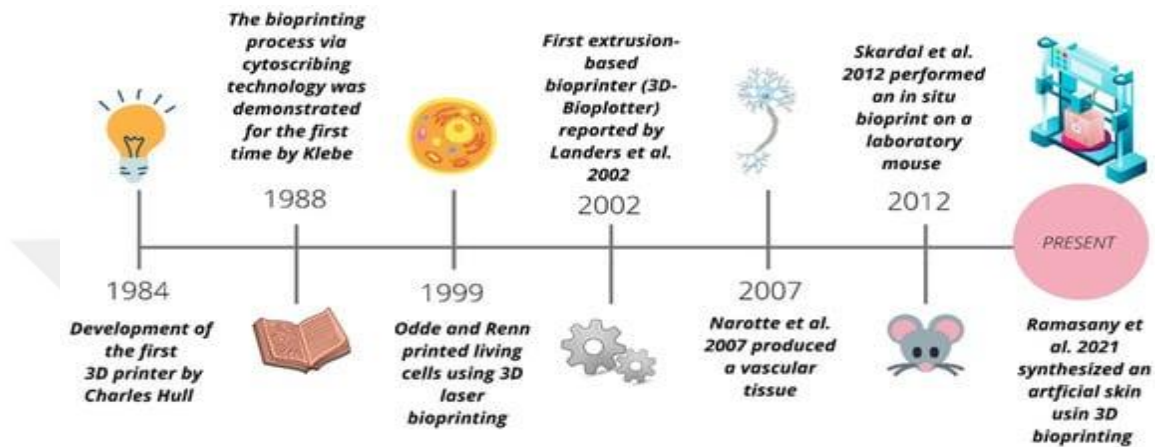 The bioprinting
process via
cytoscribing
technology was
demonstrated
for the first
time by Klebe
1988
First extrusion-
based
bioprinter (3D-
Bioplotter)
reported by
Landers et al.
2002
2002
Skardal et al.
2012 performed
an in situ
bioprint on a
laboratory
mouse
2012
PRESENT
1984
Development of
the first
3D printer by
Charles Hull
1999
Odde and Renn
printed living
cells using 3D
laser
bioprinting
2007
Narotte et al.
2007 produced
a vascular
tissue
Ramasany et
al. 2021
synthesized an
artficial skin
usin 3D
bioprinting